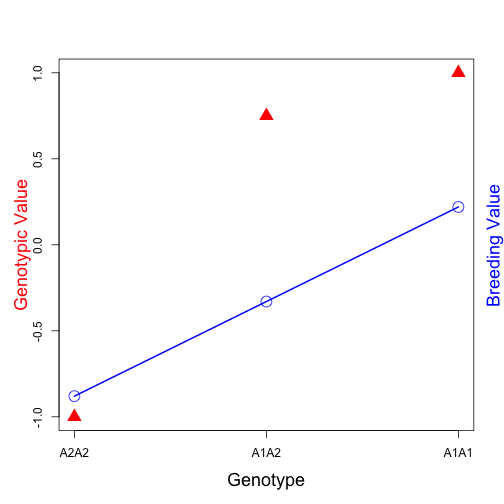 Genotypic Value
1.0
0.5
0.0
-0.5
-1.0
Breeding Value
A2A2 A1A2 A1A1
Genotype